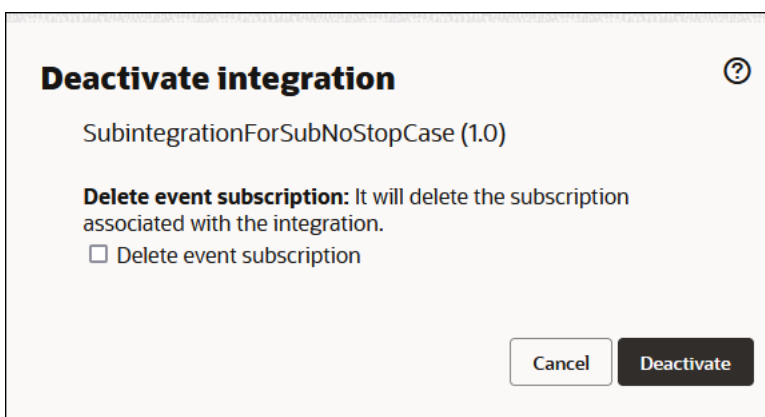 Deactivate integration
SubintegrationForSubNoStopCase (1.0)
Delete event subscription: It will delete the subscription
associated with the integration.
Delete event subscription
Cancel
Deactivate